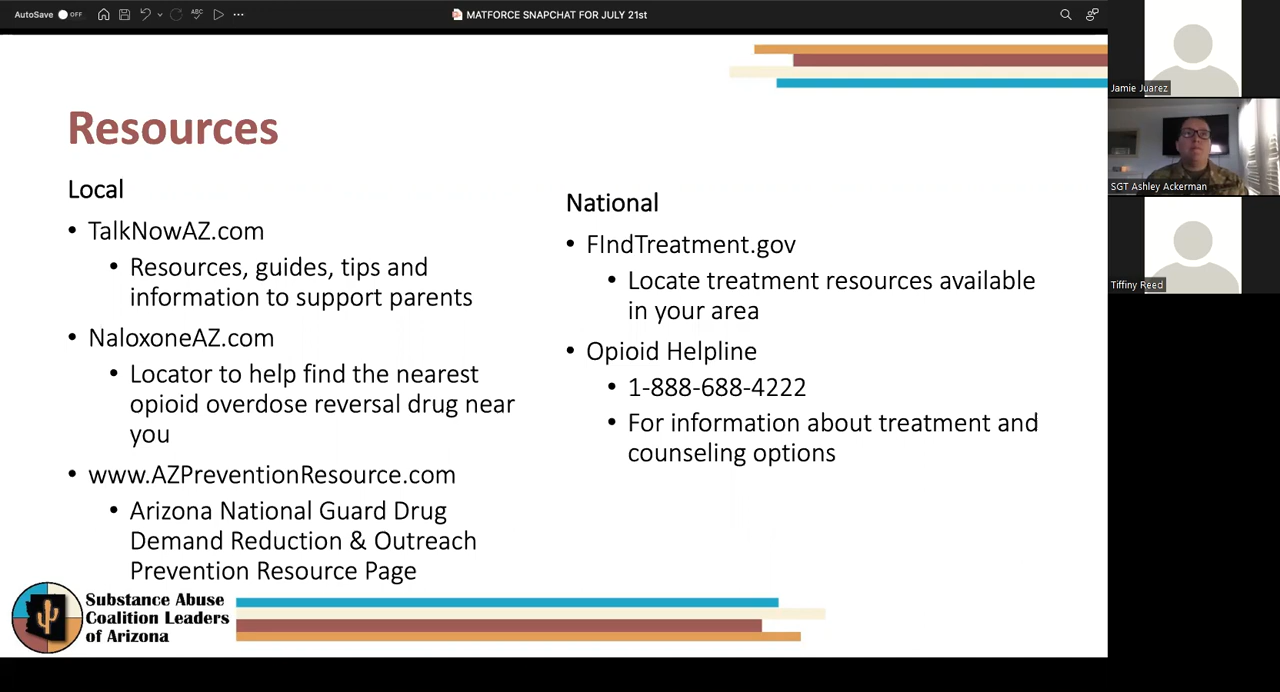 AutoSave OFF
MATFORCE SNAPCHAT FOR JULY 21st
Resources
Local
• TalkNowAZ.com
• Resources, guides, tips and
information to support parents
• NaloxoneAZ.com
• Locator to help find the nearest
opioid overdose reversal drug near
you
• www.AZPreventionResource.com
• Arizona National Guard Drug
Demand Reduction & Outreach
Prevention Resource Page
National
• FIndTreatment.gov
• Locate treatment resources available
in your area
• Opioid Helpline
• 1-888-688-4222
• For information about treatment and
counseling options
Substance Abuse
Coalition Leaders
of Arizona
Jamie Juarez
SGT Ashley Ackerman
Tiffiny Reed